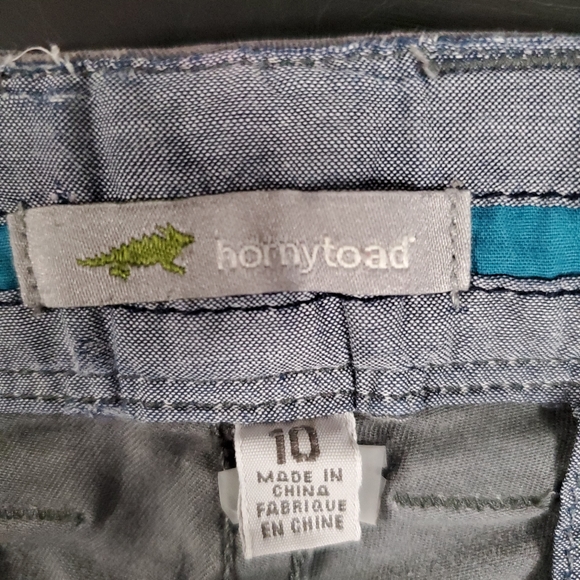 hornytoad
10
MADE IN
CHINA
FABRIQUE
EN CHINE